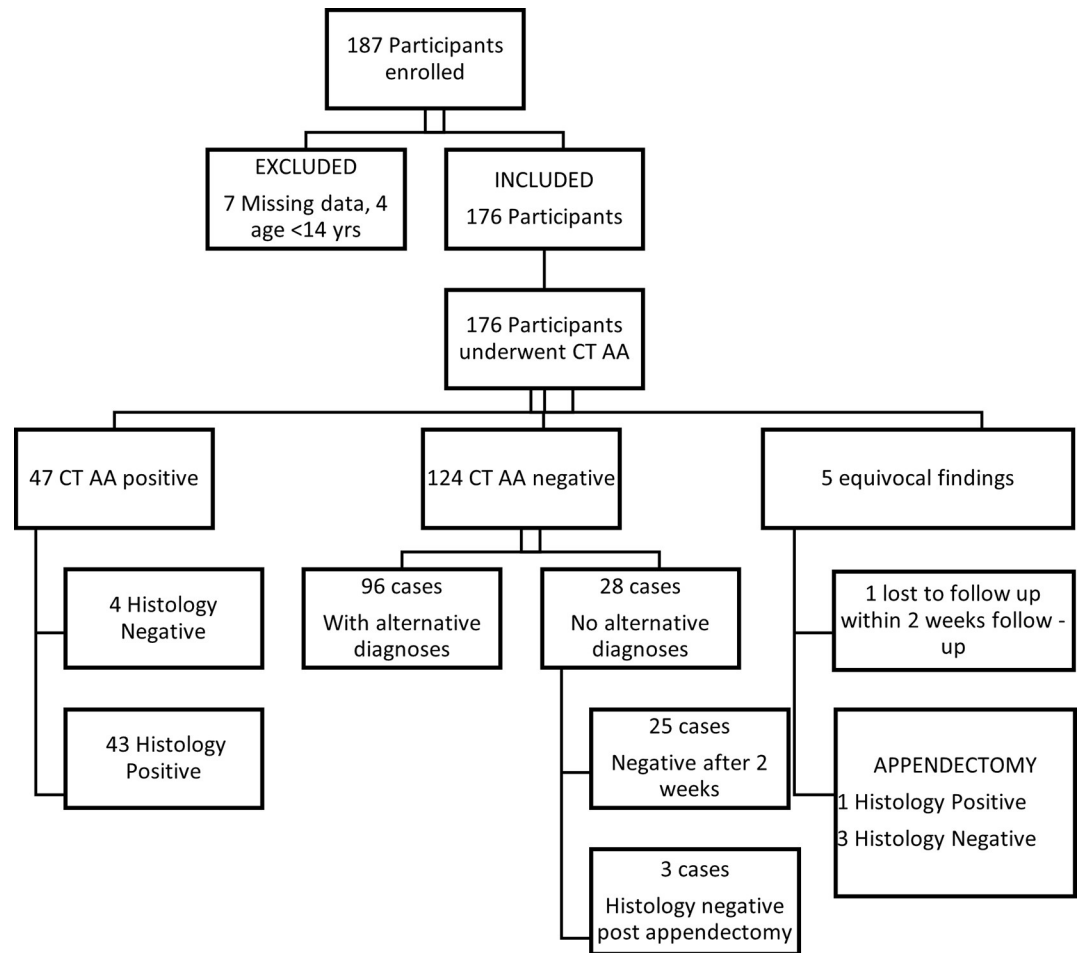 187 Participants
enrolled
EXCLUDED
7 Missing data, 4
age <14 yrs
INCLUDED
176 Participants
176 Participants
underwent CT AA
47 CT AA positive
124 CT AA negative
5 equivocal findings
4 Histology
Negative
43 Histology
Positive
96 cases
With alternative
diagnoses
28 cases
No alternative
diagnoses
25 cases
Negative after 2
weeks
3 cases
Histology negative
post appendectomy
1 lost to follow up
within 2 weeks follow -
up
APPENDECTOMY
1 Histology Positive
3 Histology Negative